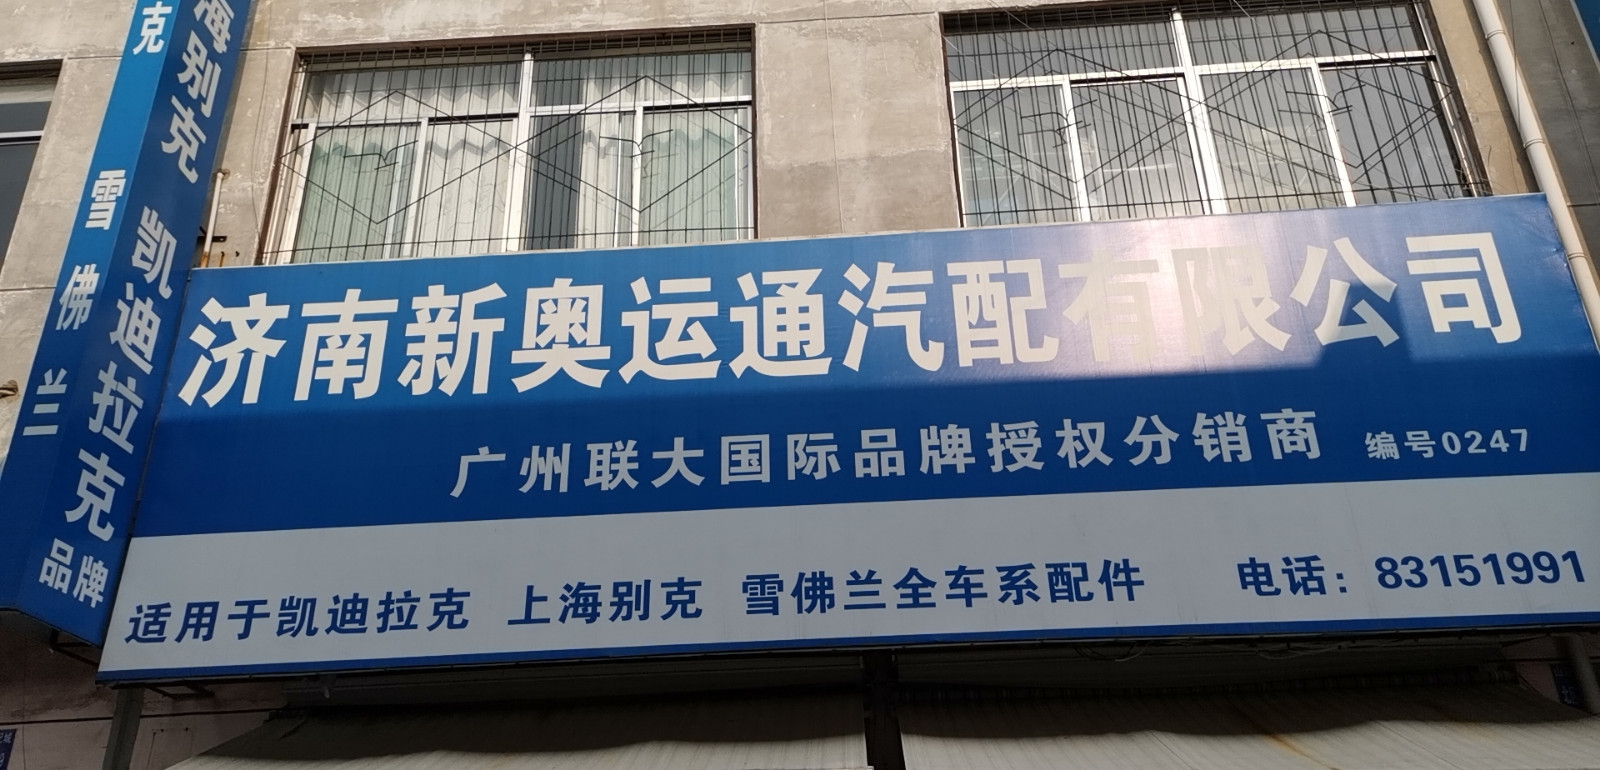 克
雪
佛
兰
海别克
凯迪拉克
品牌
济南新奥运通汽配有限公司
广州联大国际品牌授权分销商 编号0247
适用于凯迪拉克 上海别克 雪佛兰全车系配件 电话：83151991